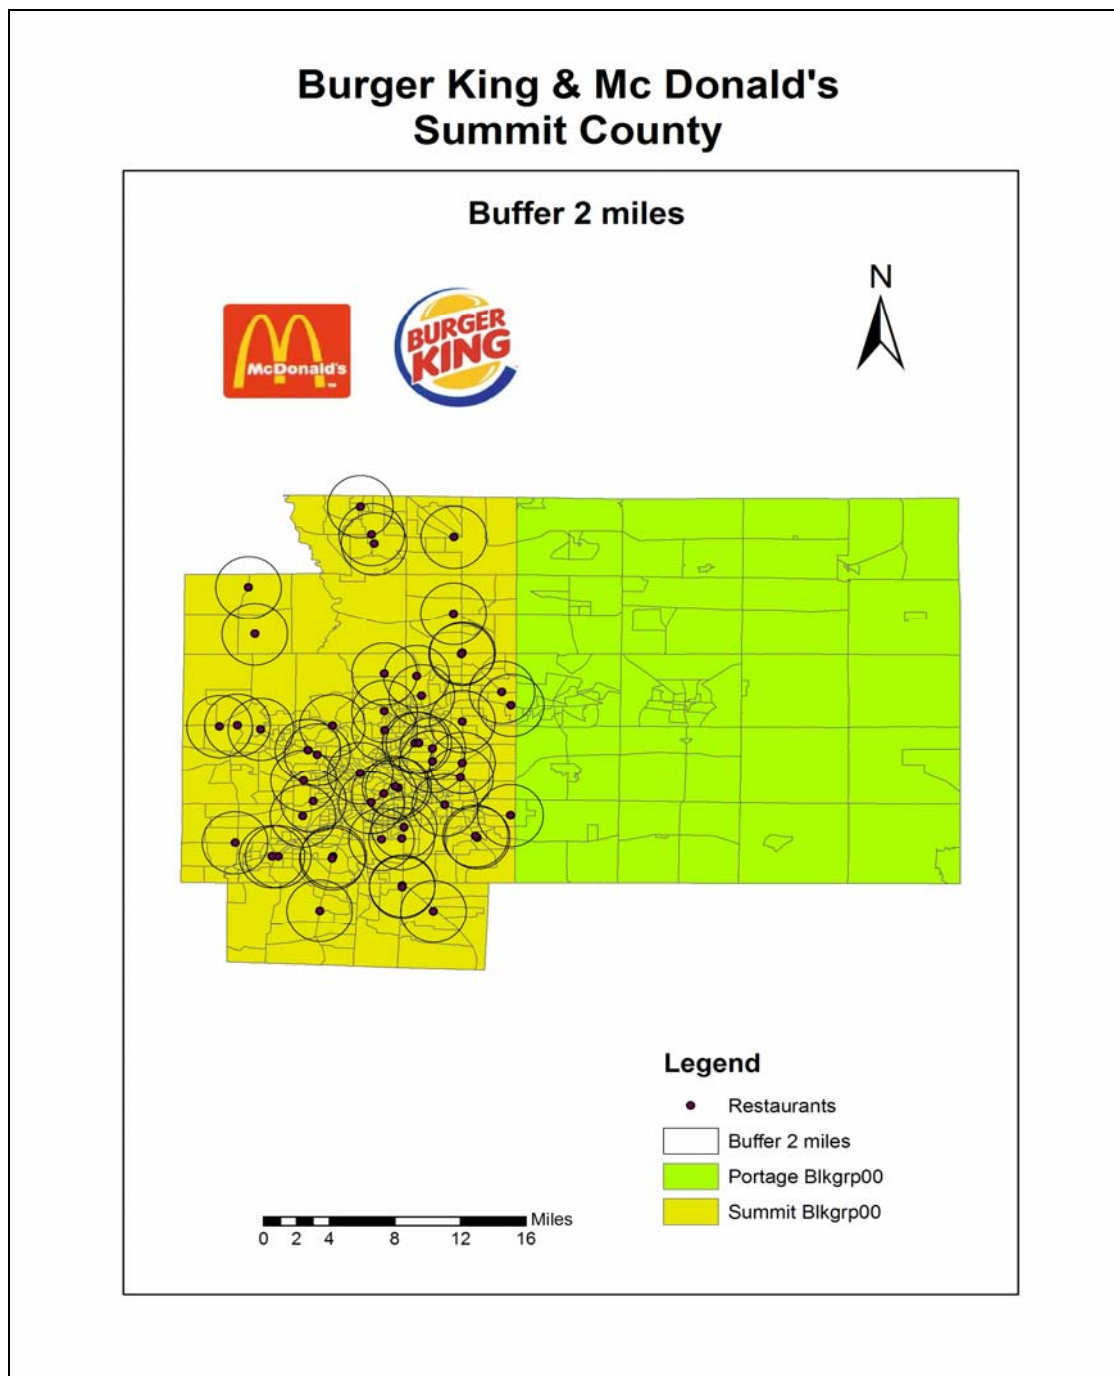 Burger King & Mc Donald's
Summit County
Buffer 2 miles
N
McDonald's
TM
BURGER
KING
Legend
Restaurants
Buffer 2 miles
Portage Blkgrp00
Summit Blkgrp00
Miles
0 2 4 8 12 16